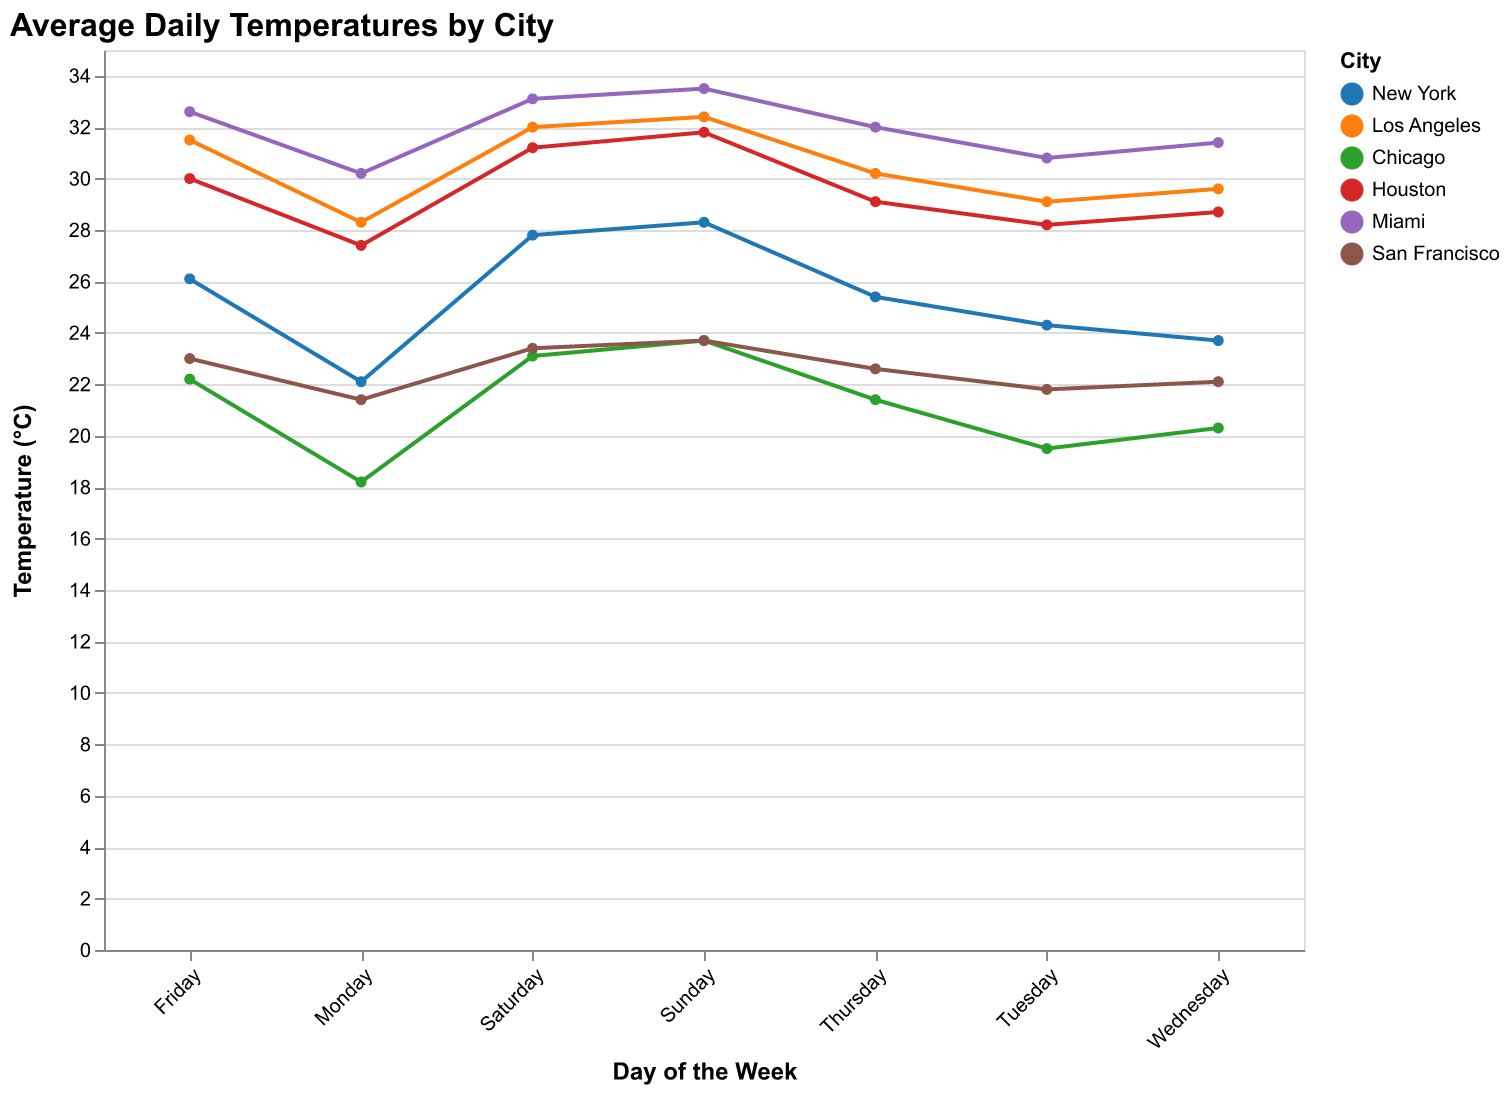 Average Daily Temperatures by City
City
New York
Los Angeles
Chicago
Houston
Miami
San Francisco
Temperature (°C)
34
32
30
28
26
24
22
20
18
16
14
12
10
8
6
4
2
0
Friday
Monday
Saturday
Sunday
Thursday
Tuesday
Wednesday
Day of the Week